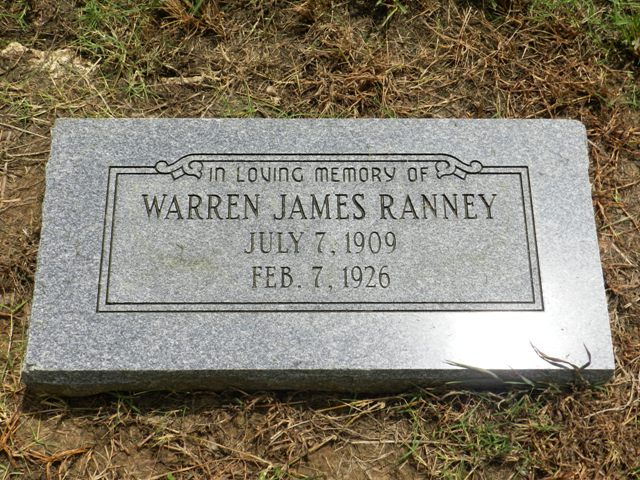 IN LOVING MEMORY OF
WARREN JAMES RANNEY
JULY 7, 1909
FEB. 7, 1926